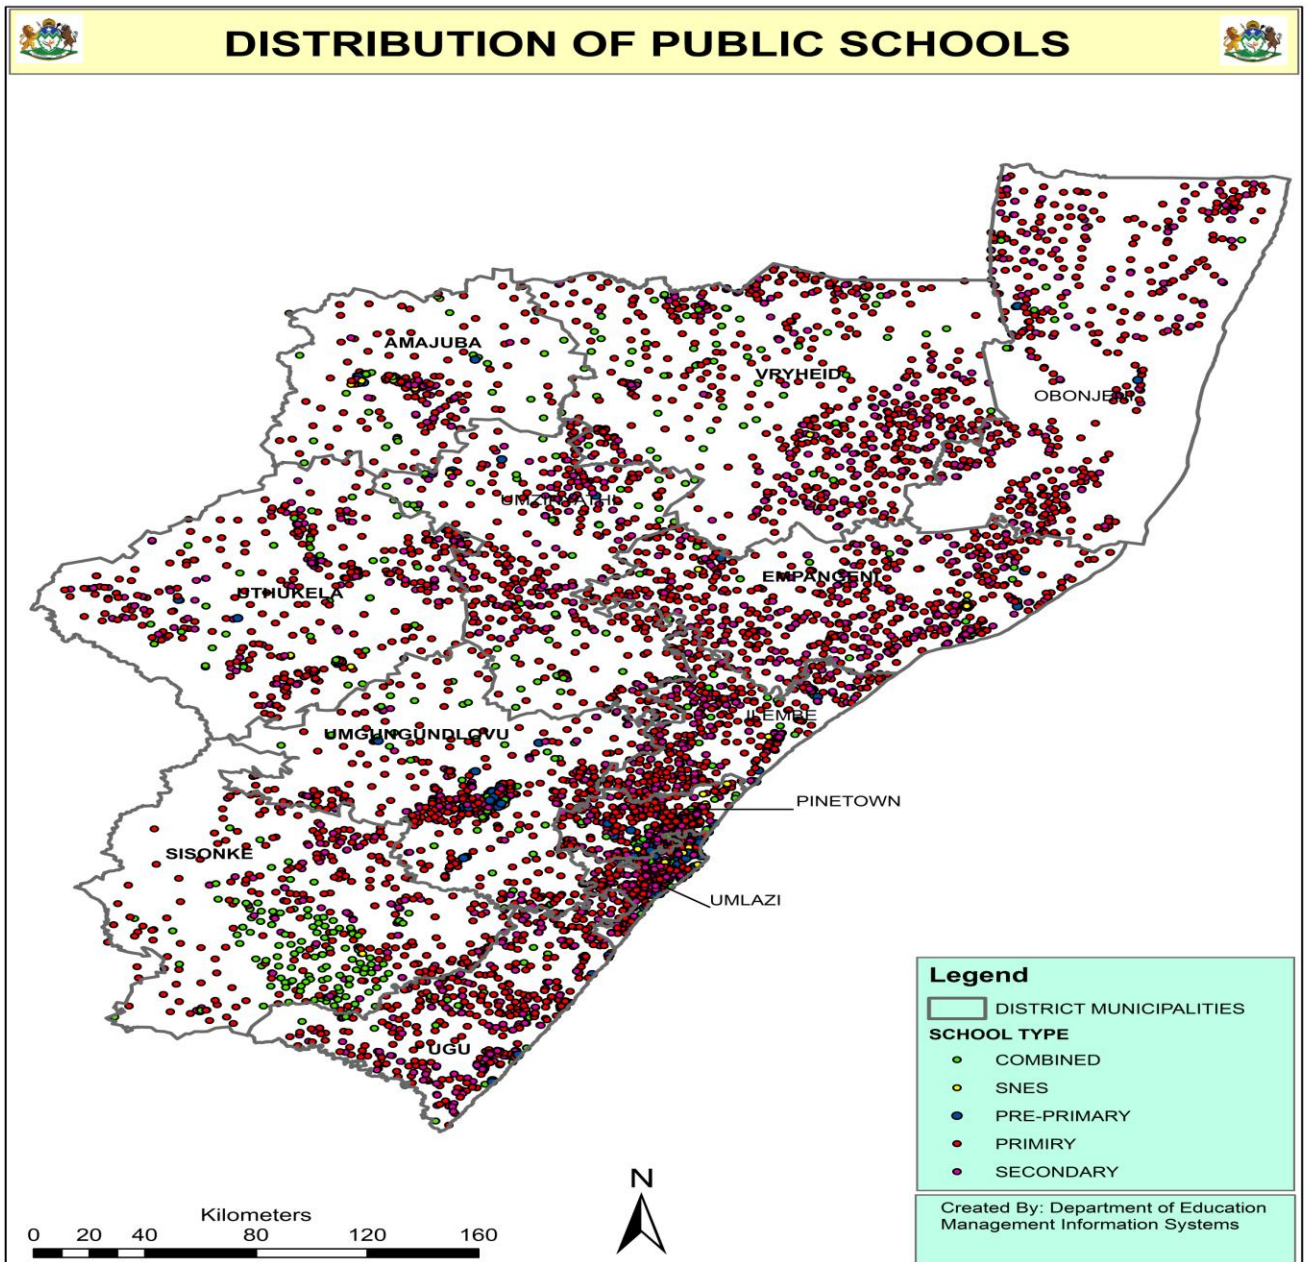 DISTRIBUTION OF PUBLIC SCHOOLS
AMAJUBA
VRYHEID
UTHUKELA
EMPANGENI
ILEMBE
UMGUNGUNDLOVU
PINETOWN
SISONKE
UMLAZI
UGU
Legend
DISTRICT MUNICIPALITIES
SCHOOL TYPE
COMBINED
SNES
PRE-PRIMARY
PRIMIRY
SECONDARY
N
Kilometers
0 20 40 80 120 160
Created By: Department of Education
Management Information Systems